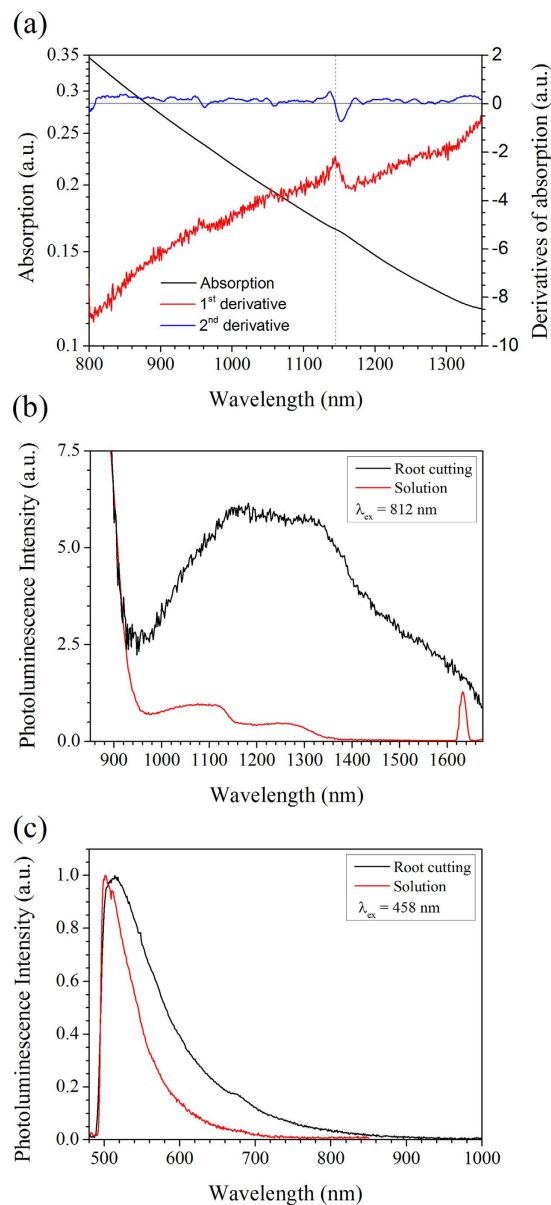 (a)
0.35
0.3
0.25
0.2
0.15
0.1
Absorption (a.u.)
2
0
-2
-4
-6
-8
-10
Derivatives of absorption (a.u.)
Absorption
1st derivative
2nd derivative
800 900 1000 1100 1200 1300
Wavelength (nm)
(b)
7.5
5.0
2.5
0.0
Photoluminescence Intensity (a.u.)
Root cutting
Solution
λex = 812 nm
900 1000 1100 1200 1300 1400 1500 1600
Wavelength (nm)
(c)
1.0
0.8
0.6
0.4
0.2
0.0
Photoluminescence Intensity (a.u.)
Root cutting
Solution
λex = 458 nm
500 600 700 800 900 1000
Wavelength (nm)